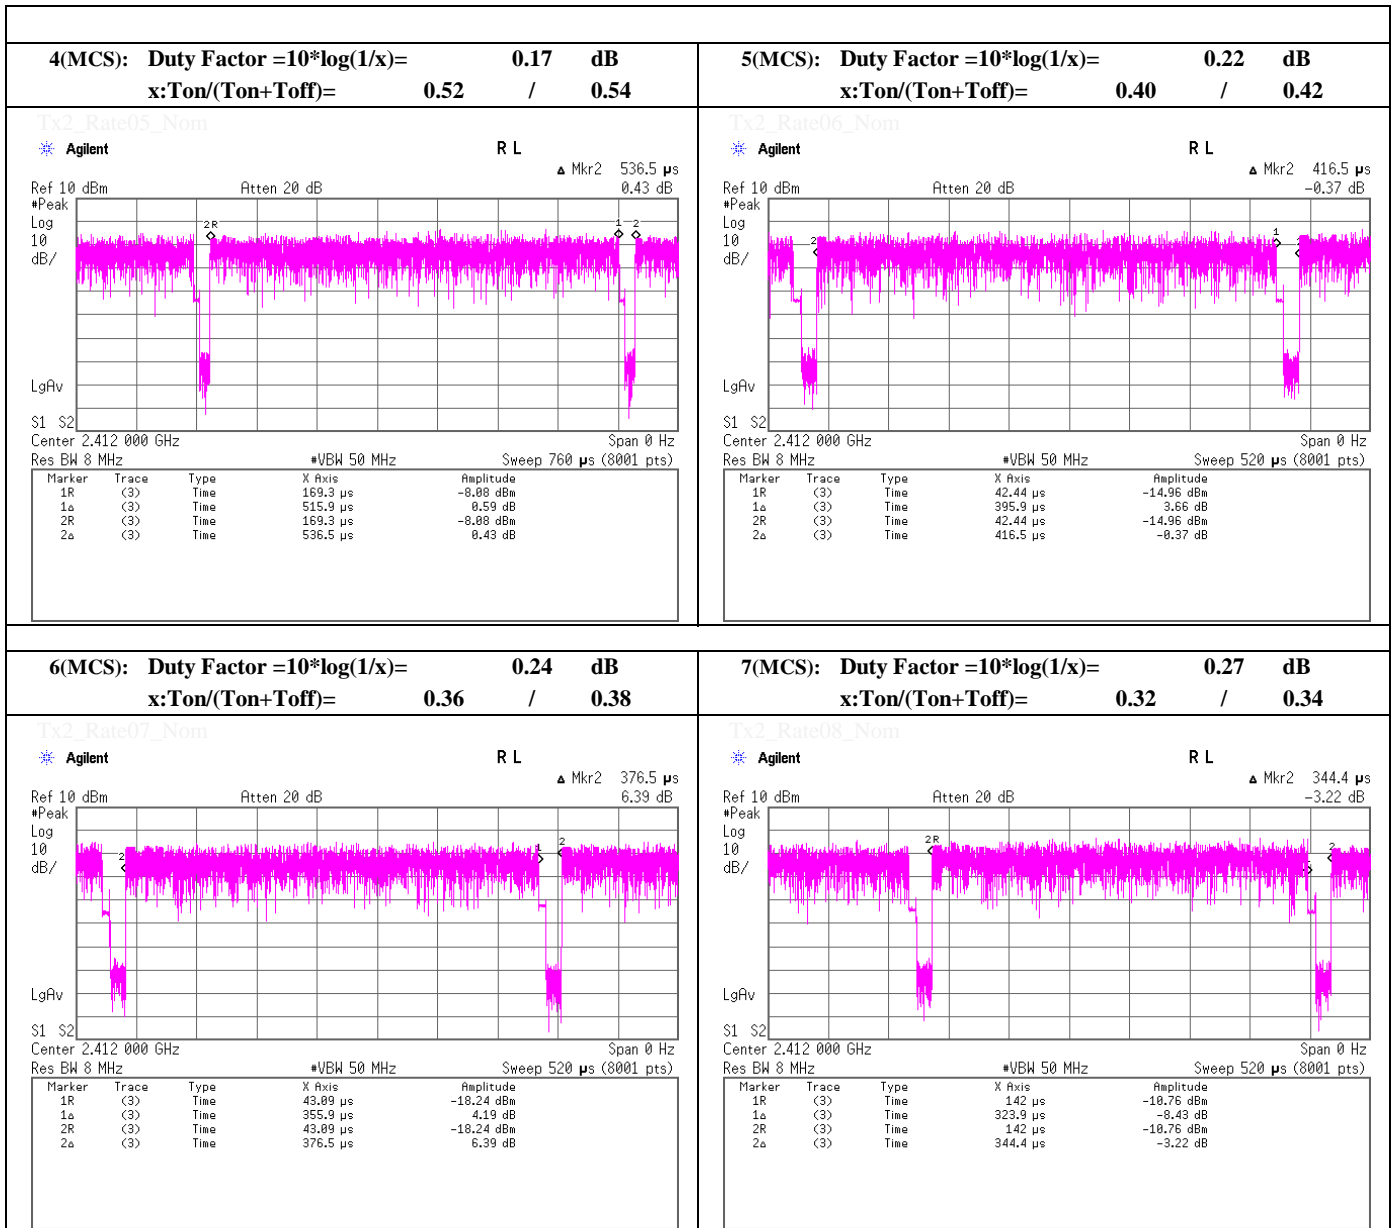 4(MCS): Duty Factor =10*log(1/x)= 0.17 dB
x:Ton/(Ton+Toff)= 0.52 / 0.54
Tx2_Rate05_Nom
Agilent R L
Δ Mkr2 536.5 µs
Ref 10 dBm Atten 20 dB 0.43 dB
#Peak
Log
10
dB/
2R 1 2
LgAv
S1 S2
Center 2.412 000 GHz Span 0 Hz
Res BW 8 MHz #VBW 50 MHz Sweep 760 µs (8001 pts)
Marker Trace Type X Axis Amplitude
1R (3) Time 169.3 µs -8.08 dBm
1Δ (3) Time 515.9 µs 0.59 dB
2R (3) Time 169.3 µs -8.08 dBm
2Δ (3) Time 536.5 µs 0.43 dB
5(MCS): Duty Factor =10*log(1/x)= 0.22 dB
x:Ton/(Ton+Toff)= 0.40 / 0.42
Tx2_Rate06_Nom
Agilent R L
Δ Mkr2 416.5 µs
Ref 10 dBm Atten 20 dB -0.37 dB
#Peak
Log
10
dB/
2 1
LgAv
S1 S2
Center 2.412 000 GHz Span 0 Hz
Res BW 8 MHz #VBW 50 MHz Sweep 520 µs (8001 pts)
Marker Trace Type X Axis Amplitude
1R (3) Time 42.44 µs -14.96 dBm
1Δ (3) Time 395.9 µs 3.66 dB
2R (3) Time 42.44 µs -14.96 dBm
2Δ (3) Time 416.5 µs -0.37 dB
6(MCS): Duty Factor =10*log(1/x)= 0.24 dB
x:Ton/(Ton+Toff)= 0.36 / 0.38
Tx2_Rate07_Nom
Agilent R L
Δ Mkr2 376.5 µs
Ref 10 dBm Atten 20 dB 6.39 dB
#Peak
Log
10
dB/
2 1 2
LgAv
S1 S2
Center 2.412 000 GHz Span 0 Hz
Res BW 8 MHz #VBW 50 MHz Sweep 520 µs (8001 pts)
Marker Trace Type X Axis Amplitude
1R (3) Time 43.09 µs -18.24 dBm
1Δ (3) Time 355.9 µs 4.19 dB
2R (3) Time 43.09 µs -18.24 dBm
2Δ (3) Time 376.5 µs 6.39 dB
7(MCS): Duty Factor =10*log(1/x)= 0.27 dB
x:Ton/(Ton+Toff)= 0.32 / 0.34
Tx2_Rate08_Nom
Agilent R L
Δ Mkr2 344.4 µs
Ref 10 dBm Atten 20 dB -3.22 dB
#Peak
Log
10
dB/
2R 2
LgAv
S1 S2
Center 2.412 000 GHz Span 0 Hz
Res BW 8 MHz #VBW 50 MHz Sweep 520 µs (8001 pts)
Marker Trace Type X Axis Amplitude
1R (3) Time 142 µs -10.76 dBm
1Δ (3) Time 323.9 µs -8.43 dB
2R (3) Time 142 µs -10.76 dBm
2Δ (3) Time 344.4 µs -3.22 dB